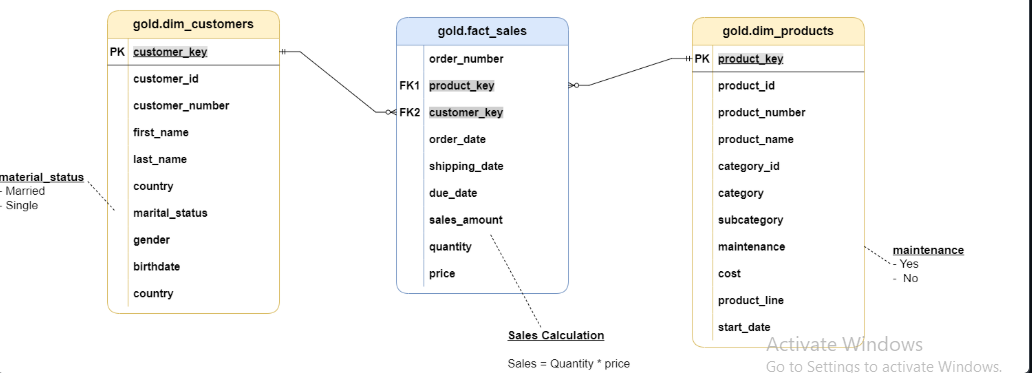 gold.dim_customers
PK customer_key
customer_id
customer_number
first_name
last_name
country
marital_status
gender
birthdate
country
material_status
- Married
- Single
gold.fact_sales
order_number
FK1 product_key
FK2 customer_key
order_date
shipping_date
due_date
sales_amount
quantity
price
Sales Calculation
Sales = Quantity * price
gold.dim_products
PK product_key
product_id
product_number
product_name
category_id
category
subcategory
maintenance
cost
product_line
start_date
maintenance
- Yes
- No
Activate Windows
Go to Settings to activate Windows.